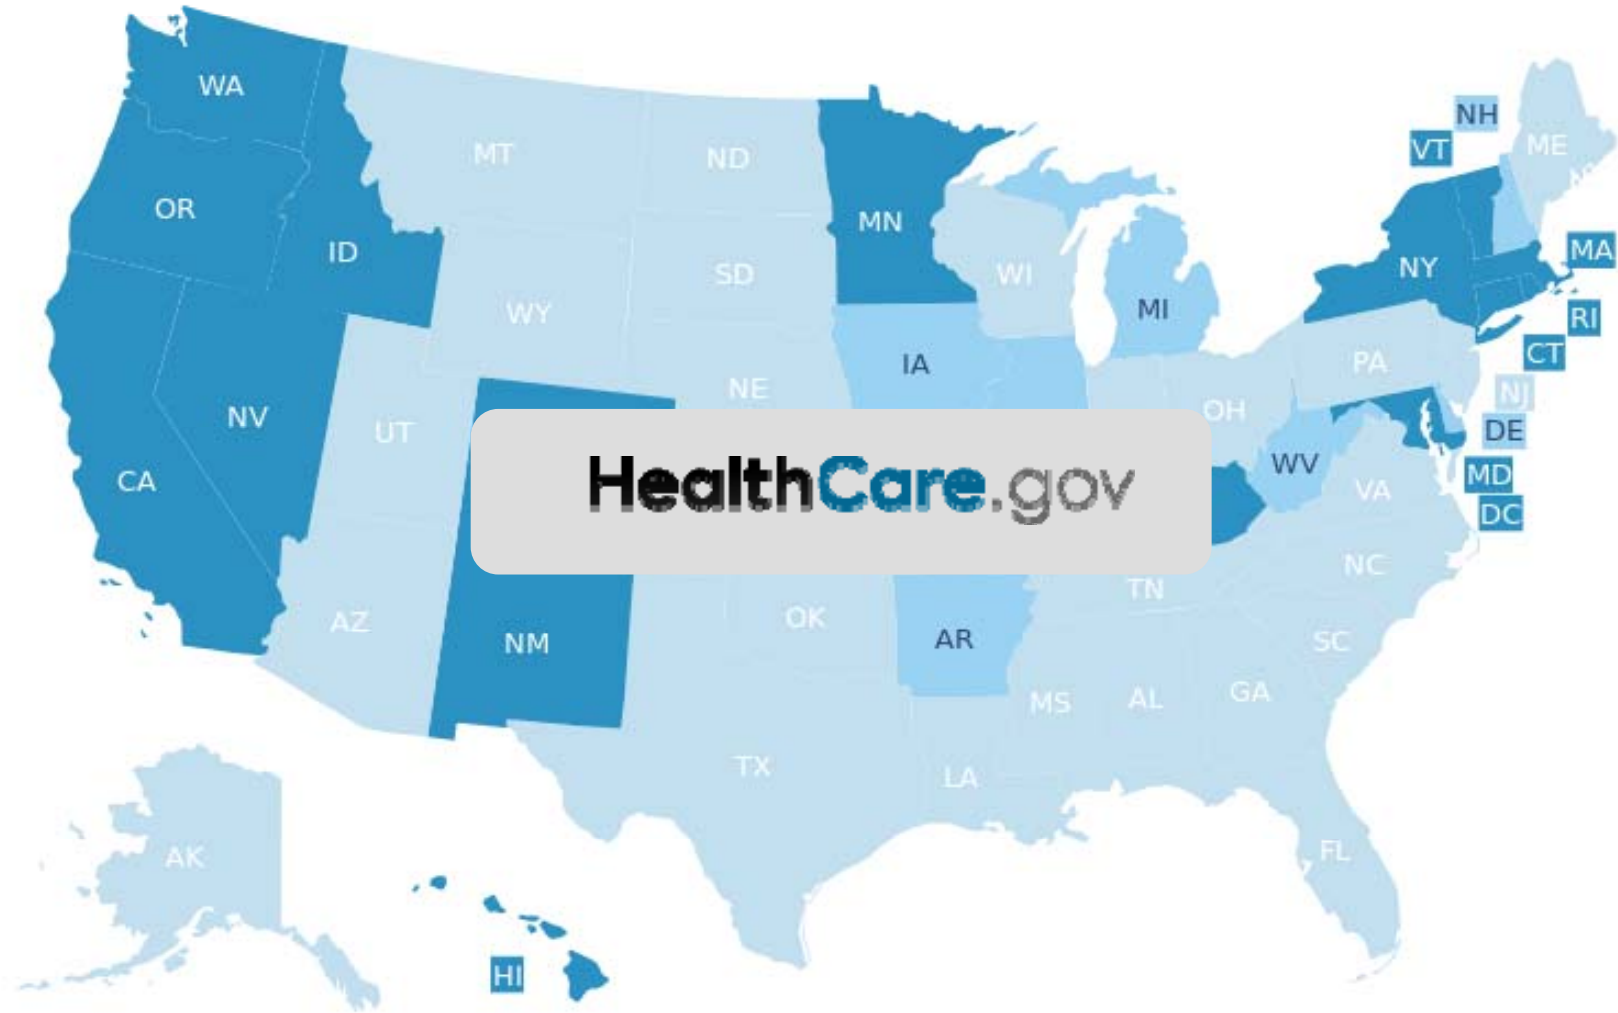 WA
MT
ND
OR
ID
MN
WI
SD
WY
MI
NH
VT
ME
NY
MA
RI
CT
PA
NJ
IA
NE
NV
UT
OH
DE
CA
WV
MD
VA
DC
HealthCare.gov
NC
TN
AZ
NM
OK
AR
SC
MS
AL
GA
TX
LA
AK
FL
HI